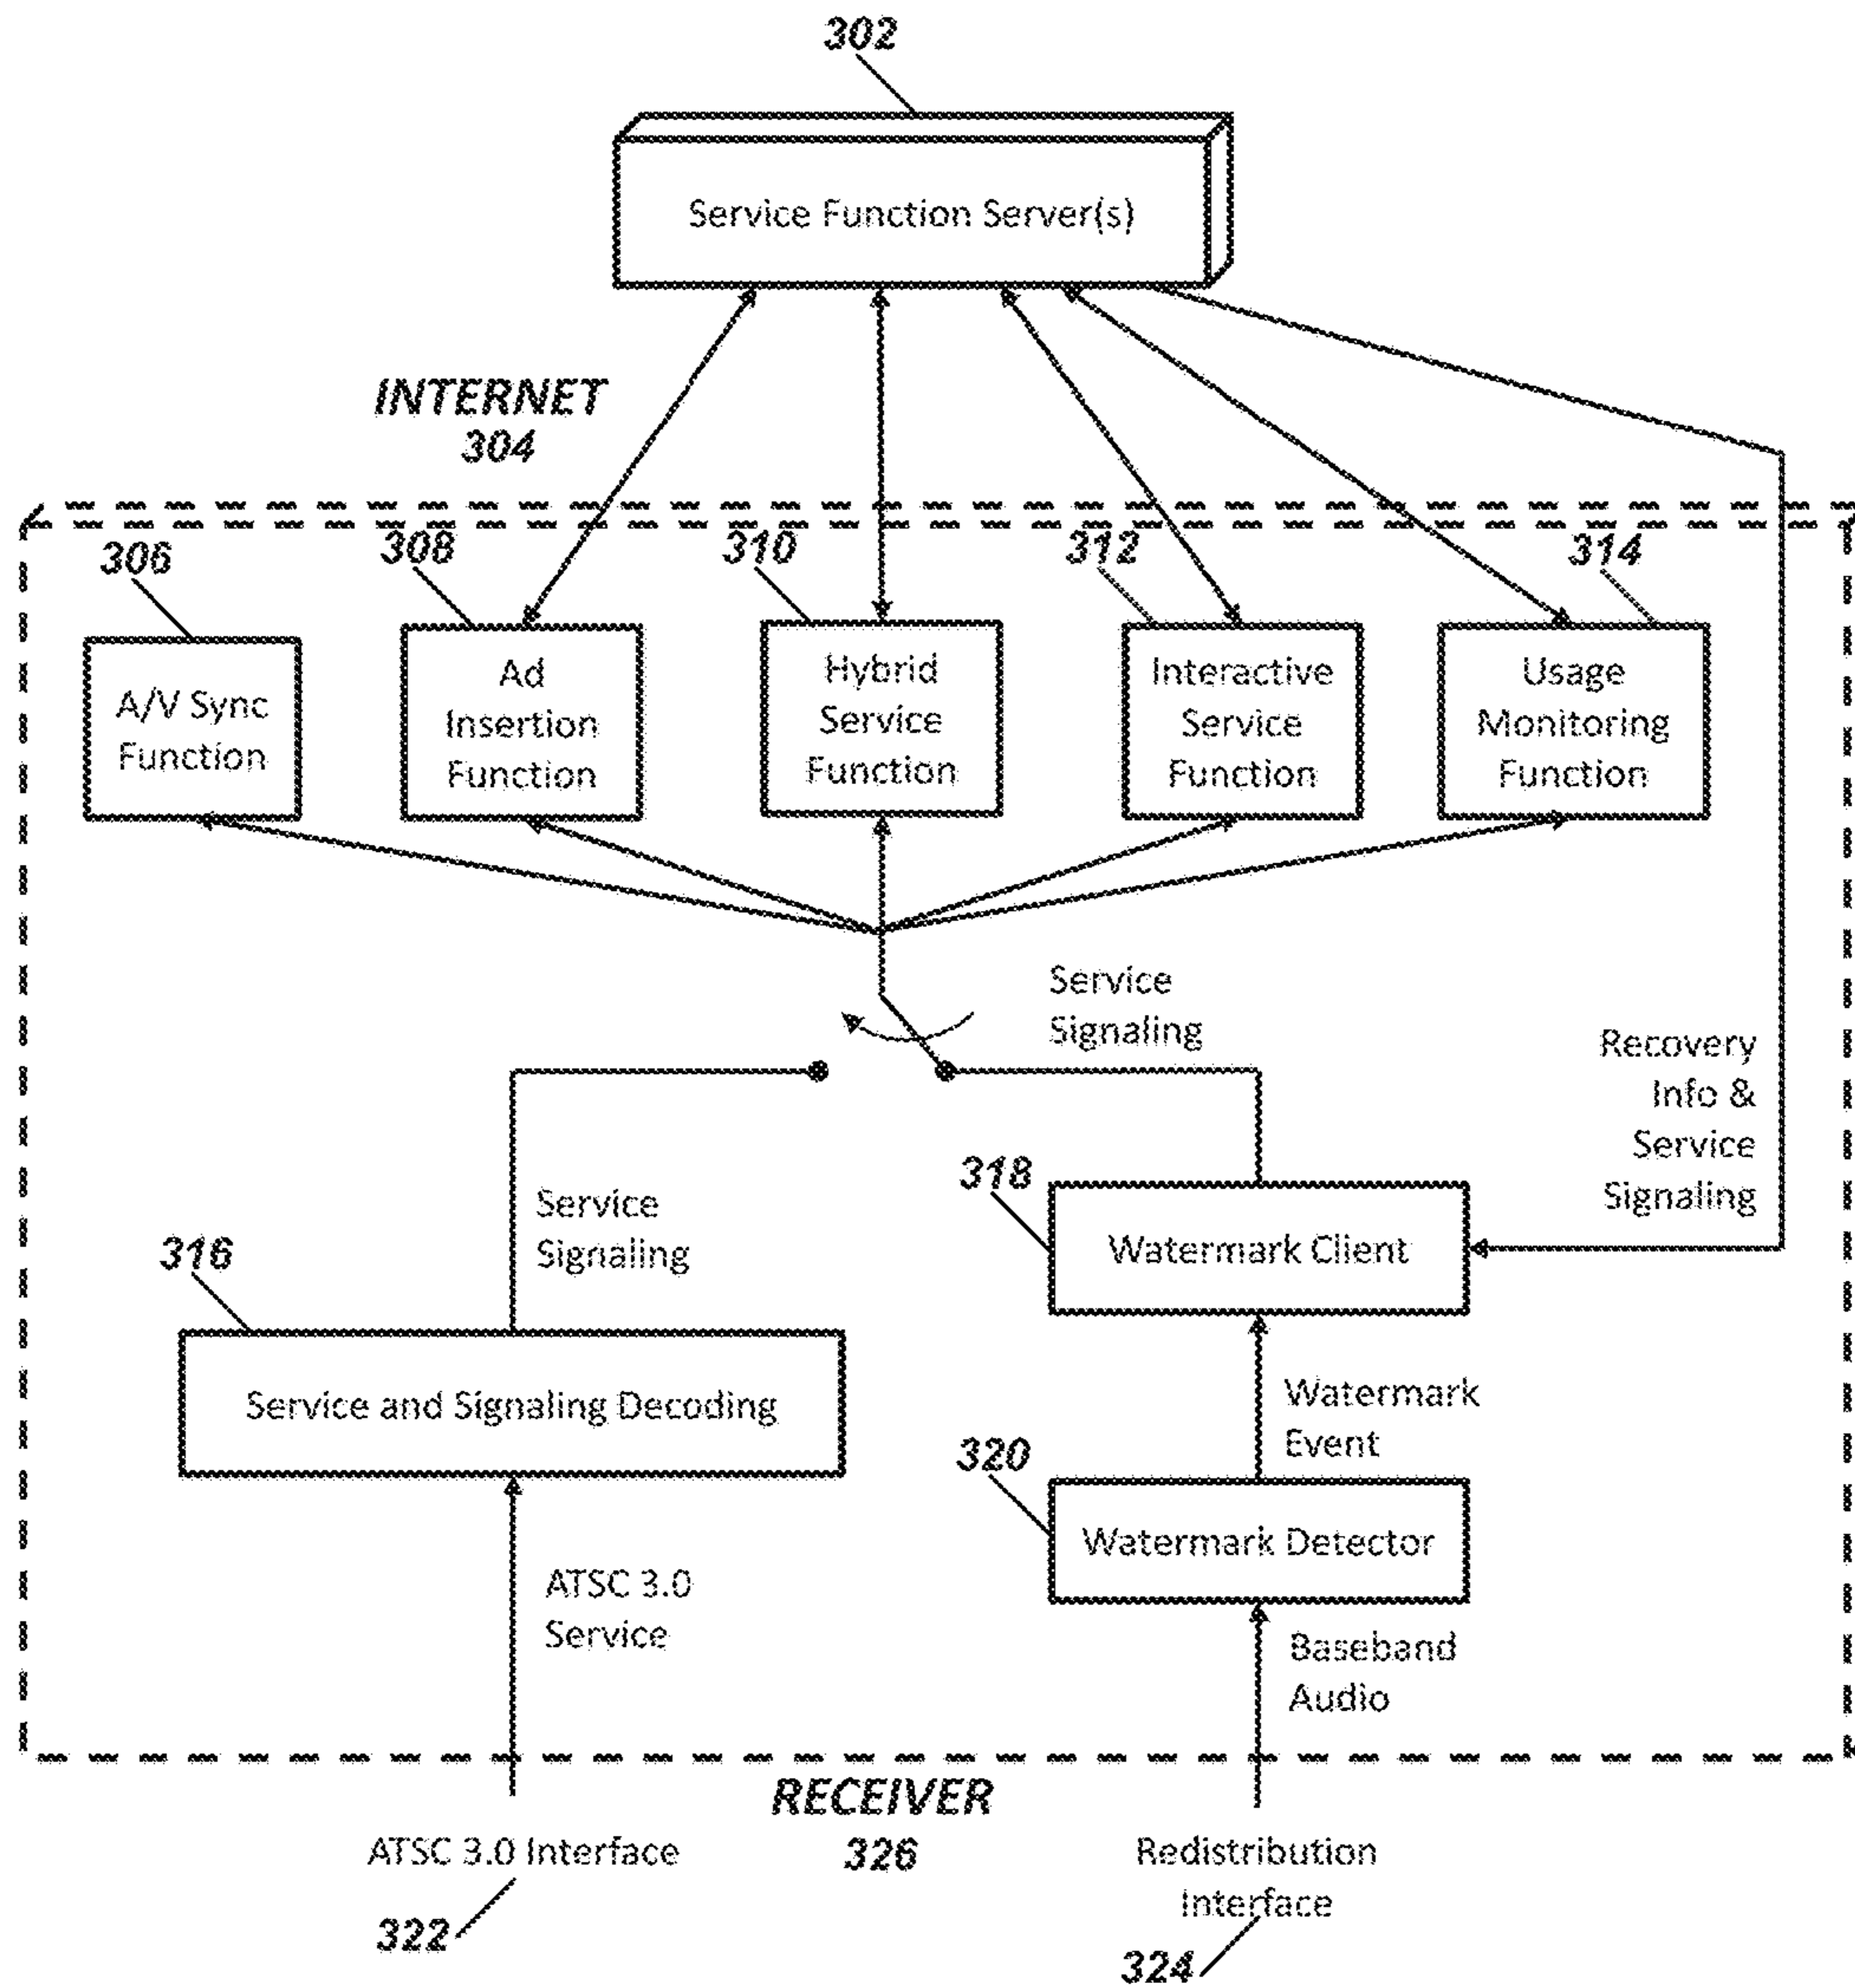 302
Service Function Server(s)
INTERNET
304
306
308
310
312
314
A/V Sync
Function
Ad
Insertion
Function
Hybrid
Service
Function
Interactive
Service
Function
Usage
Monitoring
Function
Service
Signaling
Recovery
Info &
Service
Signaling
318
Watermark Client
Service
Signaling
316
Service and Signaling Decoding
Watermark
Event
320
Watermark Detector
ATSC 3.0
Service
Baseband
Audio
RECEIVER
326
ATSC 3.0 Interface
322
Redistribution
Interface
324